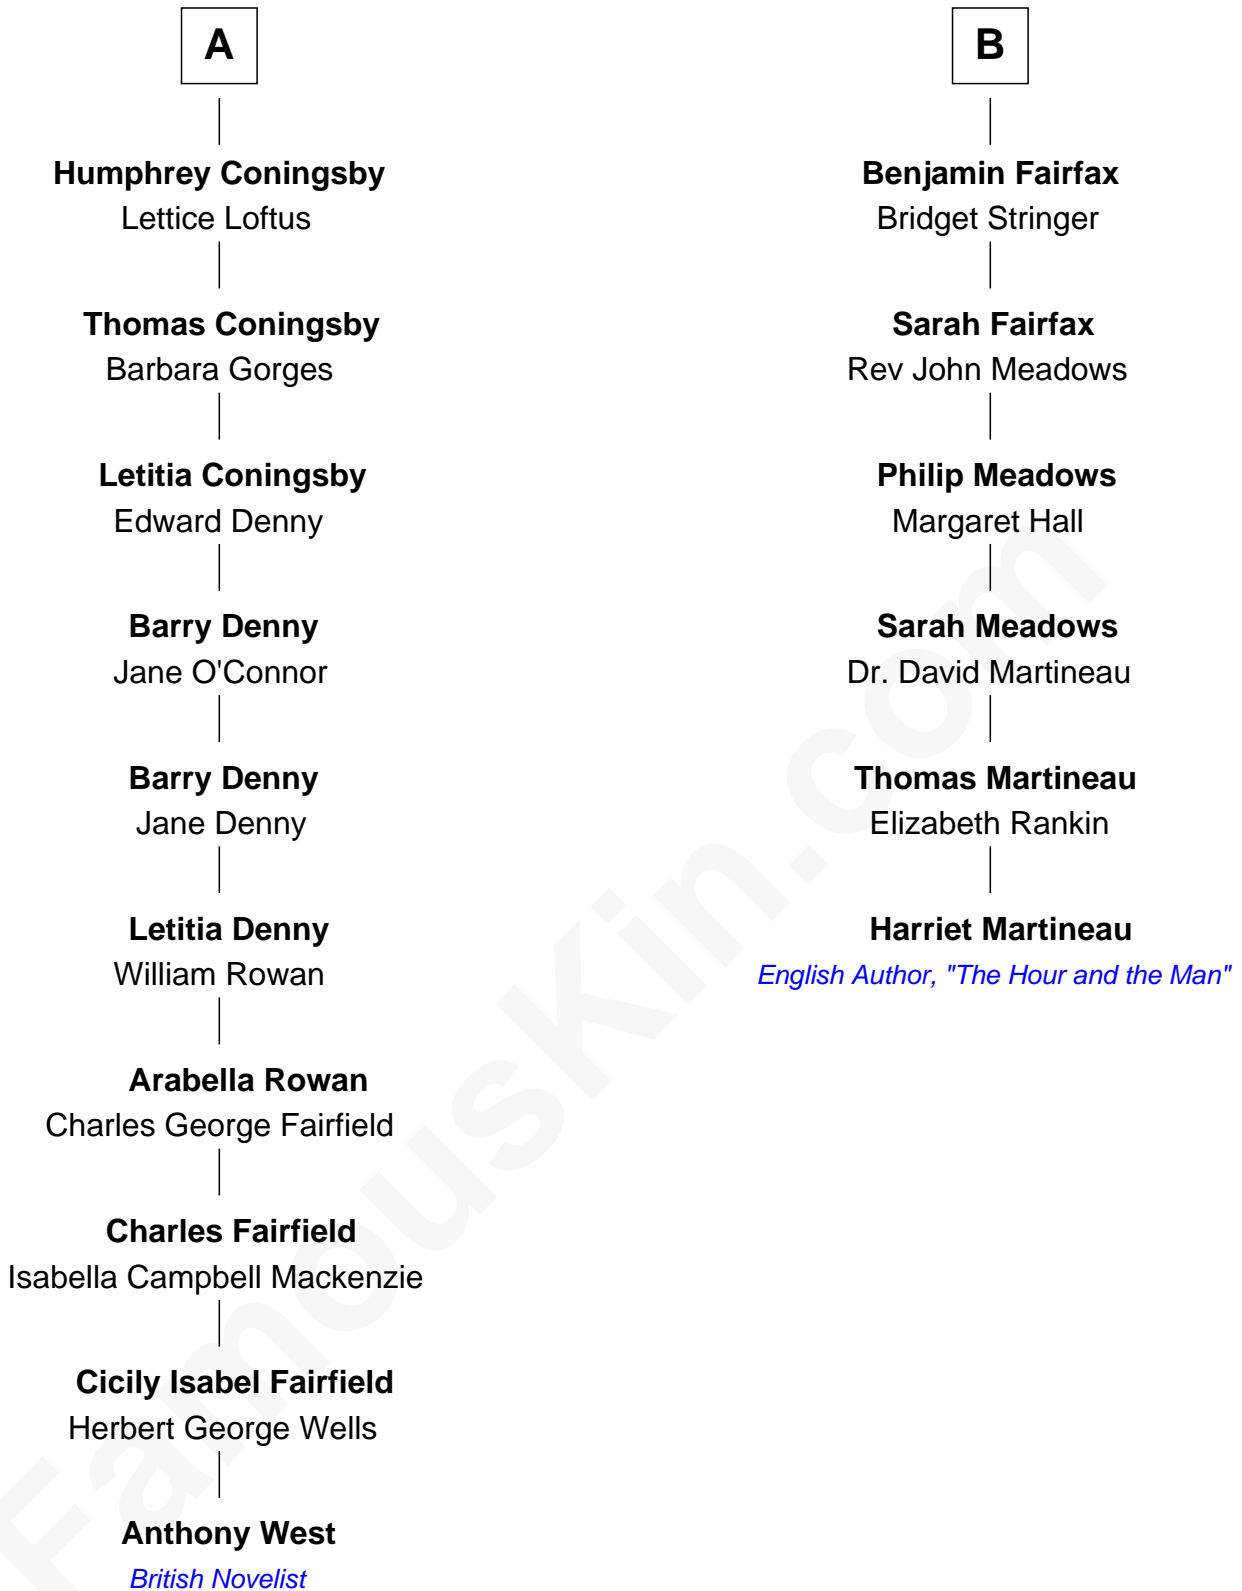 A
Humphrey Coningsby
Lettice Loftus
Thomas Coningsby
Barbara Gorges
Letitia Coningsby
Edward Denny
Barry Denny
Jane O'Connor
Barry Denny
Jane Denny
Letitia Denny
William Rowan
Arabella Rowan
Charles George Fairfield
Charles Fairfield
Isabella Campbell Mackenzie
Cicily Isabel Fairfield
Herbert George Wells
Anthony West
British Novelist
B
Benjamin Fairfax
Bridget Stringer
Sarah Fairfax
Rev John Meadows
Philip Meadows
Margaret Hall
Sarah Meadows
Dr. David Martineau
Thomas Martineau
Elizabeth Rankin
Harriet Martineau
English Author, "The Hour and the Man"
FamousKin.com